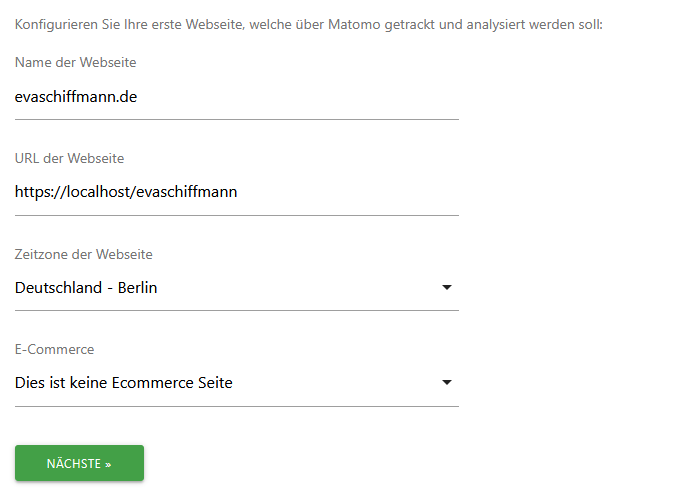 Konfigurieren Sie Ihre erste Webseite, welche über Matomo getrackt und analysiert werden soll:
Name der Webseite
evaschiffmann.de
URL der Webseite
https://localhost/evaschiffmann
Zeitzone der Webseite
Deutschland - Berlin
E-Commerce
Dies ist keine Ecommerce Seite
NÄCHSTE »